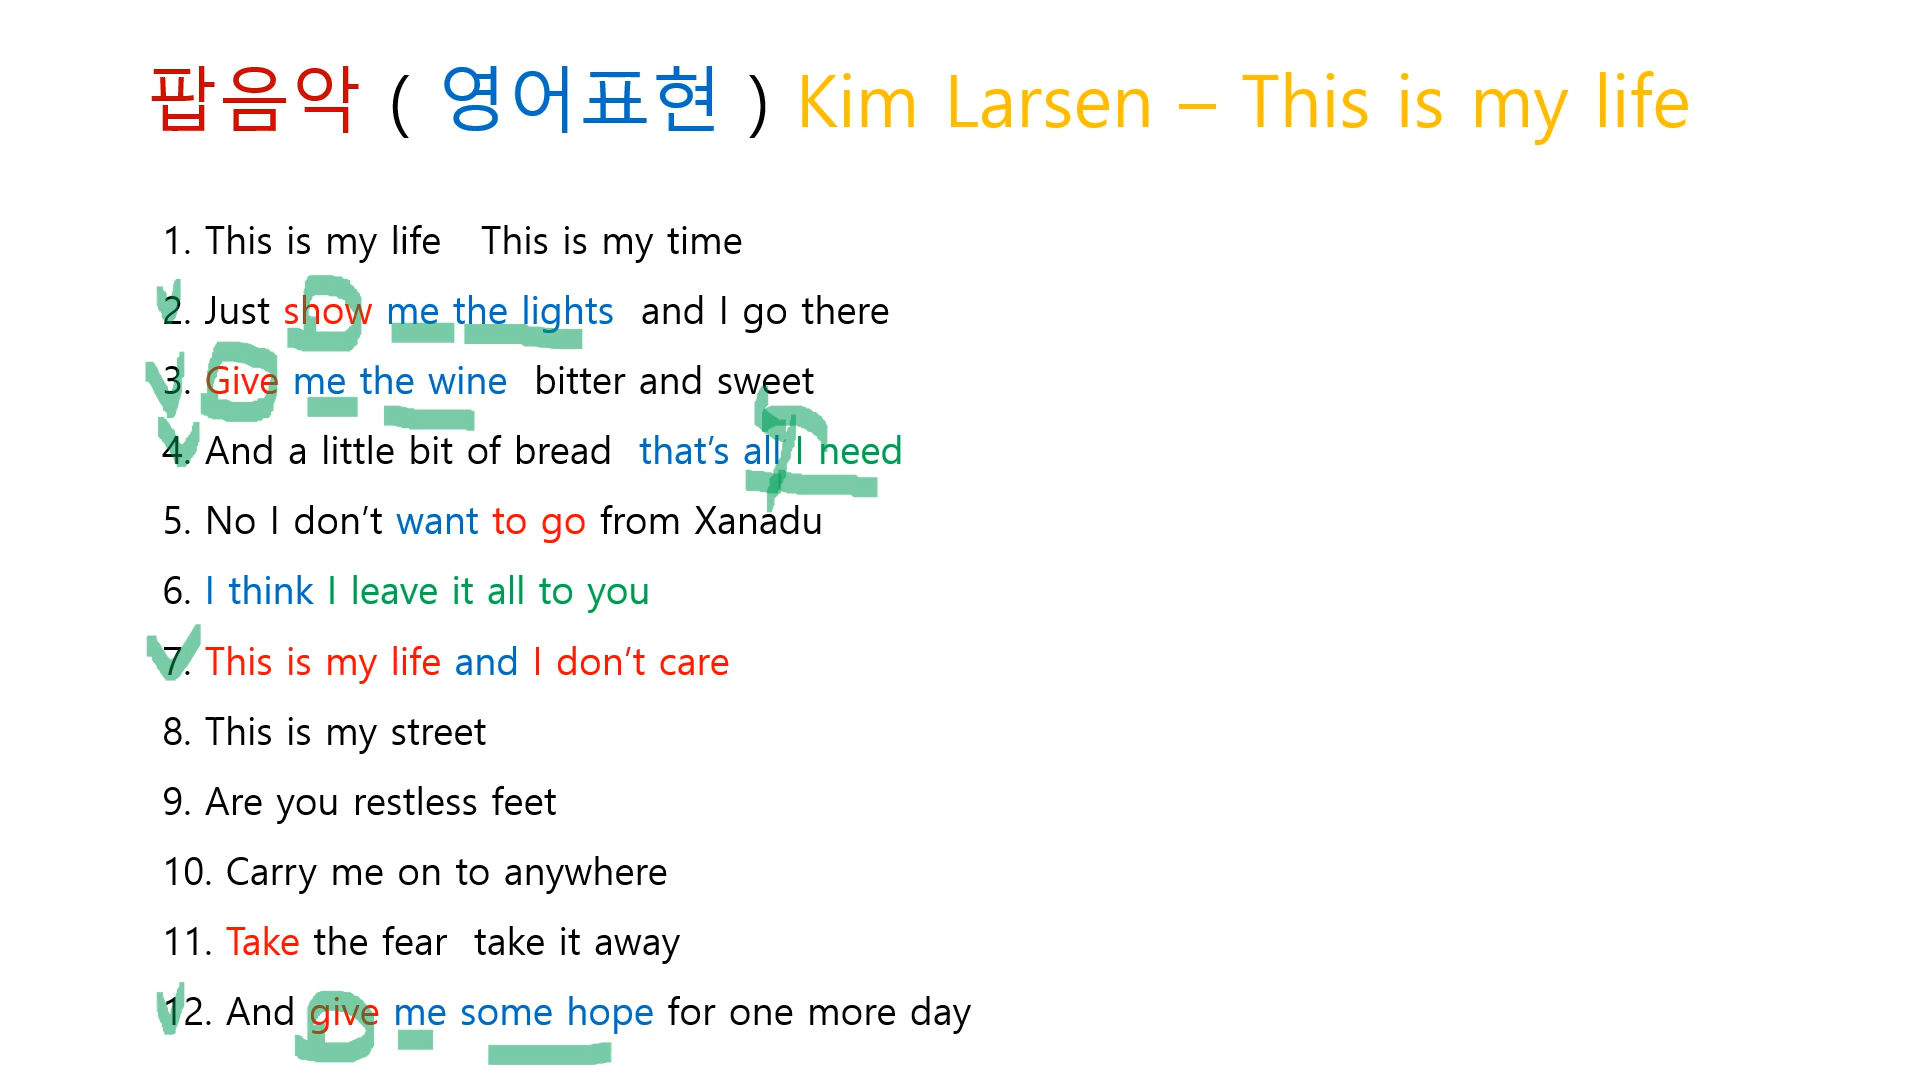 팝음악 ( 영어표현 ) Kim Larsen – This is my life
1. This is my life This is my time
2. Just show me the lights and I go there
3. Give me the wine bitter and sweet
4. And a little bit of bread that's all I need
5. No I don't want to go from Xanadu
6. I think I leave it all to you
7. This is my life and I don't care
8. This is my street
9. Are you restless feet
10. Carry me on to anywhere
11. Take the fear take it away
12. And give me some hope for one more day